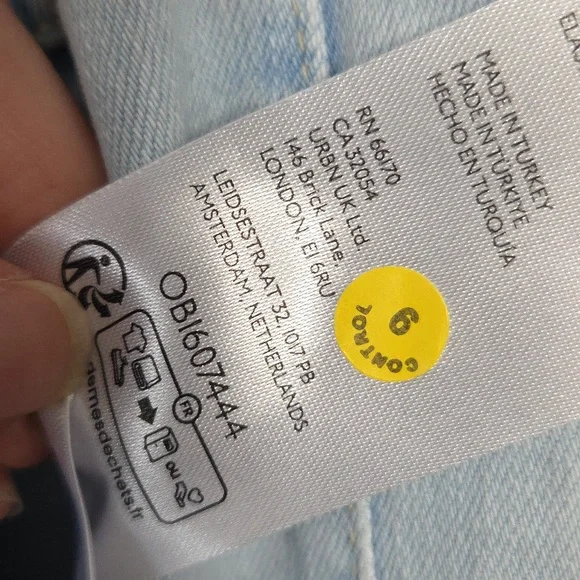 MADE IN TURKEY
MADE IN TÜRKIYE
HECHO EN TURQUÍA
RN 66170
CA 32054
URBN UK Ltd
146 Brick Lane,
LONDON, E1 6RU
LEIDSESTRAAT 32, 1017 PB
AMSTERDAM, NETHERLANDS
OB1607444
FR
OU
CONTROL
6